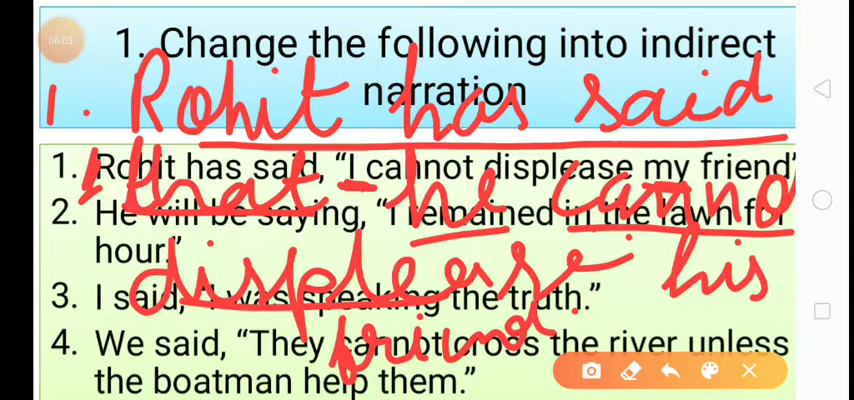 06:03
1. Change the following into indirect
narration
1. Rohit has said
1. Rohit has said, “I cannot displease my friend”
that he canno
2. He will be saying, “I remained in the lawn for
hour.”
displease his
3. I said, “I was speaking the truth.”
friend.
4. We said, “They cannot cross the river unless
the boatman help them.”